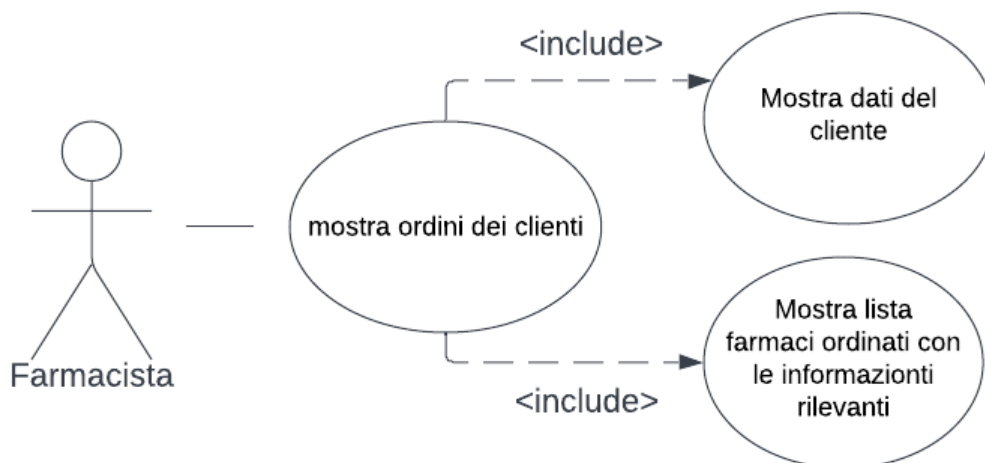 <include>
Mostra dati del
cliente
mostra ordini dei clienti
Farmacista
<include>
Mostra lista
farmaci ordinati con
le informazionti
rilevanti